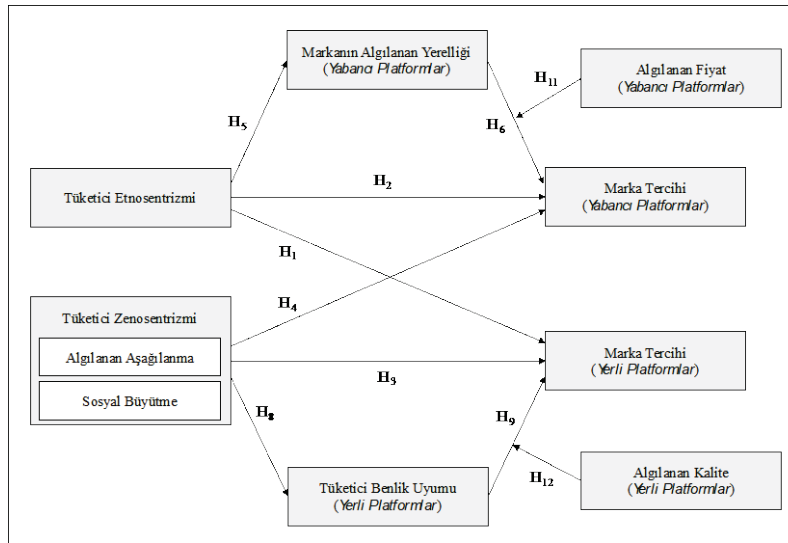 Markanın Algılanan Yerelliği
(Yabancı Platformlar)
Algılanan Fiyat
(Yabancı Platformlar)
H11
H5
H6
Tüketici Etnosentrizmi
H2
Marka Tercihi
(Yabancı Platformlar)
H1
H4
Tüketici Zenosentrizmi
Algılanan Aşağılanma
Sosyal Büyütme
H3
Marka Tercihi
(Yerli Platformlar)
H8
H9
Tüketici Benlik Uyumu
(Yerli Platformlar)
H12
Algılanan Kalite
(Yerli Platformlar)